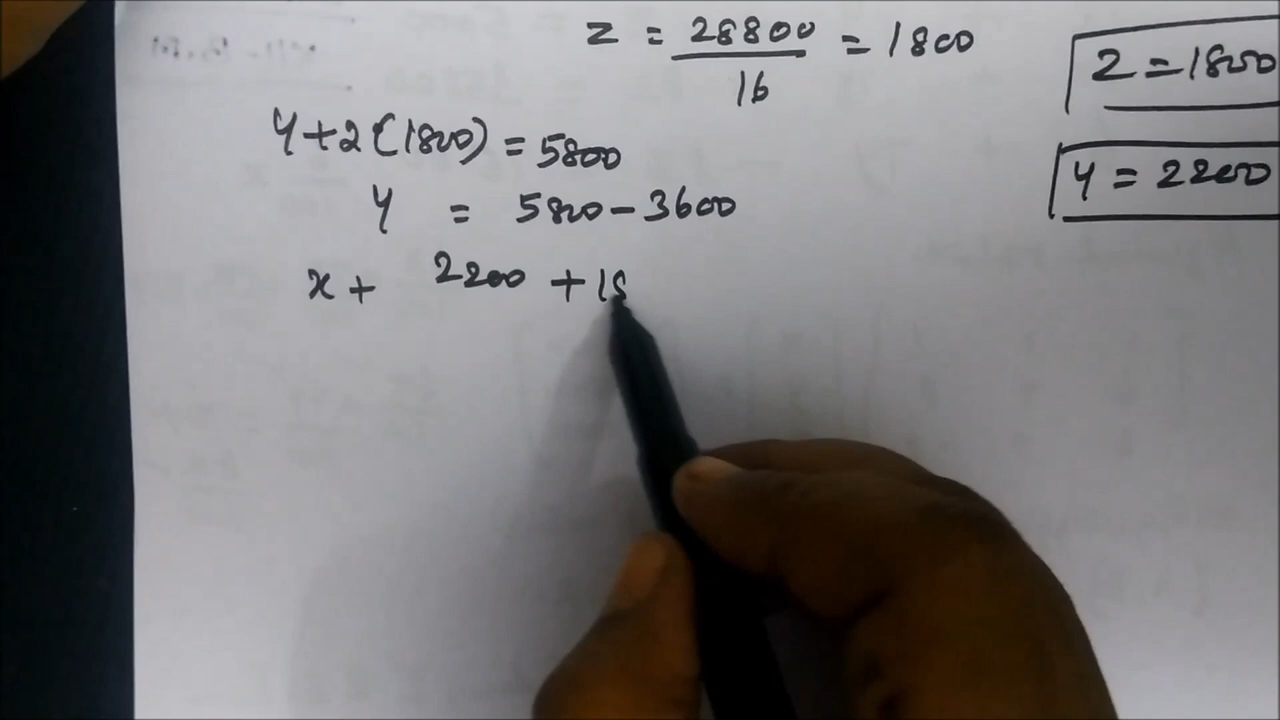 z = 28800 / 16 = 1800
z = 1800
y + 2 (1800) = 5800
y = 2200
y = 5800 - 3600
x + 2200 + 18